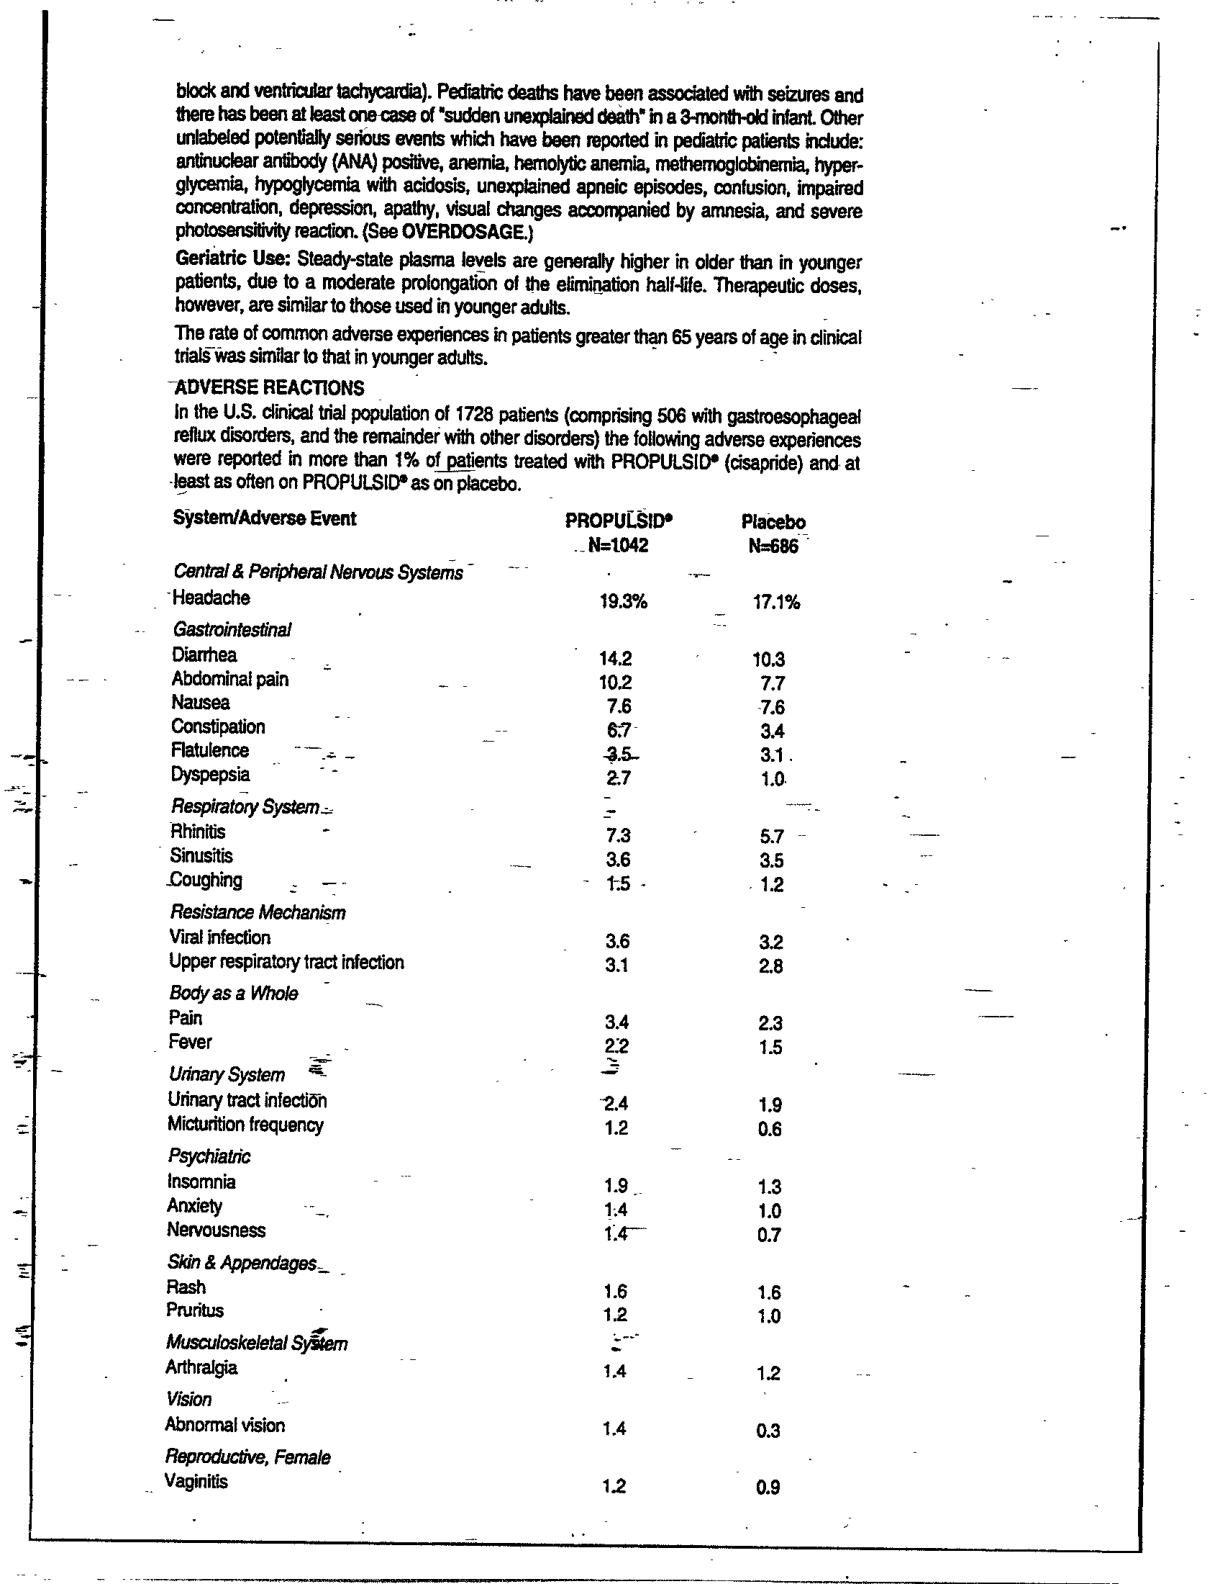 block and ventricular tachycardia). Pediatric deaths have been associated with seizures and
there has been at least one case of "sudden unexplained death" in a 3-month-old infant. Other
unlabeled potentially serious events which have been reported in pediatric patients include:
antinuclear antibody (ANA) positive, anemia, hemolytic anemia, methemoglobinemia, hyper-
glycemia, hypoglycemia with acidosis, unexplained apneic episodes, confusion, impaired
concentration, depression, apathy, visual changes accompanied by amnesia, and severe
photosensitivity reaction. (See OVERDOSAGE.)
Geriatric Use: Steady-state plasma levels are generally higher in older than in younger
patients, due to a moderate prolongation of the elimination half-life. Therapeutic doses,
however, are similar to those used in younger adults.
The rate of common adverse experiences in patients greater than 65 years of age in clinical
trials was similar to that in younger adults.
ADVERSE REACTIONS
In the U.S. clinical trial population of 1728 patients (comprising 506 with gastroesophageal
reflux disorders, and the remainder with other disorders) the following adverse experiences
were reported in more than 1% of patients treated with PROPULSID® (cisapride) and at
least as often on PROPULSID® as on placebo.
System/Adverse Event PROPULSID® Placebo
N=1042 N=686
Central & Peripheral Nervous Systems
Headache 19.3% 17.1%
Gastrointestinal
Diarrhea 14.2 10.3
Abdominal pain 10.2 7.7
Nausea 7.6 7.6
Constipation 6.7 3.4
Flatulence 3.5 3.1
Dyspepsia 2.7 1.0
Respiratory System
Rhinitis 7.3 5.7
Sinusitis 3.6 3.5
Coughing 1.5 1.2
Resistance Mechanism
Viral infection 3.6 3.2
Upper respiratory tract infection 3.1 2.8
Body as a Whole
Pain 3.4 2.3
Fever 2.2 1.5
Urinary System
Urinary tract infection 2.4 1.9
Micturition frequency 1.2 0.6
Psychiatric
Insomnia 1.9 1.3
Anxiety 1.4 1.0
Nervousness 1.4 0.7
Skin & Appendages
Rash 1.6 1.6
Pruritus 1.2 1.0
Musculoskeletal System
Arthralgia 1.4 1.2
Vision
Abnormal vision 1.4 0.3
Reproductive, Female
Vaginitis 1.2 0.9